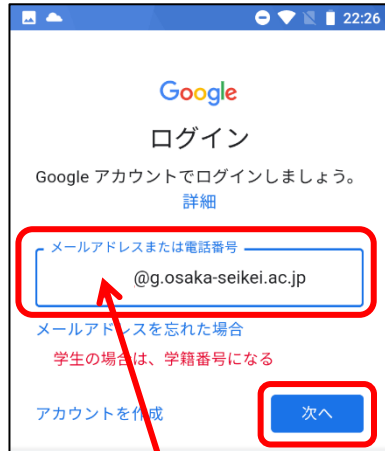 22:26
Google
ログイン
Google アカウントでログインしましょう。
詳細
メールアドレスまたは電話番号
@g.osaka-seikei.ac.jp
メールアドレスを忘れた場合
学生の場合は、学籍番号になる
アカウントを作成
次へ